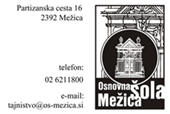 Partizanska cesta 16
2392 Mežica
telefon:
02 6211800
e-mail:
tajnistvo@os-mezica.si
Osnovna
šola
Mežica